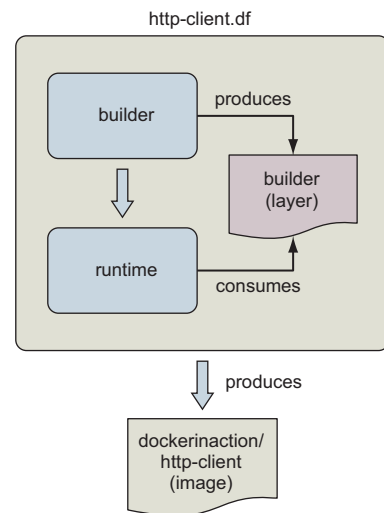 http-client.df
builder
produces
builder
(layer)
runtime
consumes
produces
dockerinaction/
http-client
(image)